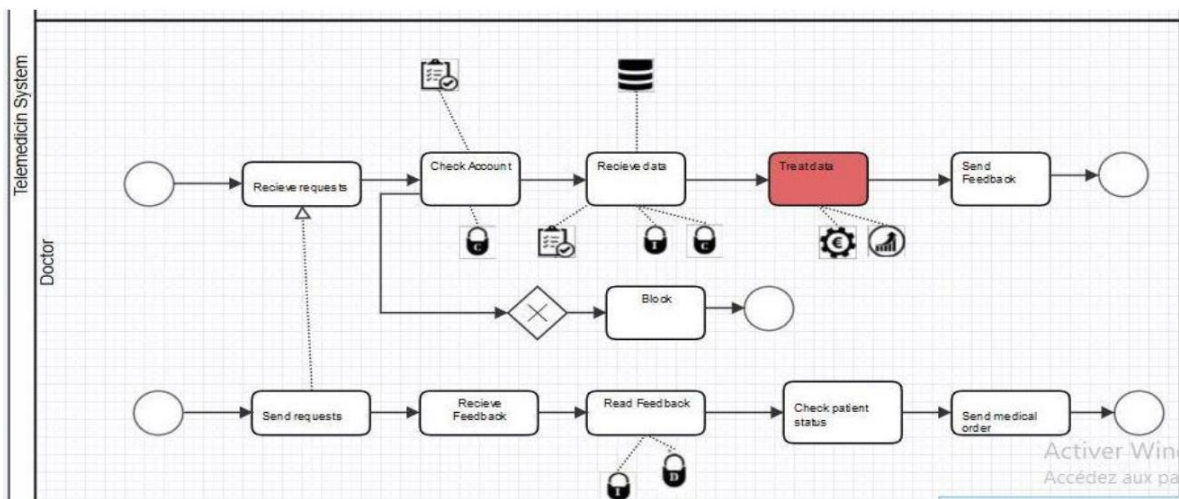 Telemedicin System
Doctor
Recieve requests
Check Account
Recieve data
Treat data
Send
Feedback
C
I
C
€
Block
Send requests
Recieve
Feedback
Read Feedback
Check patient
status
Send medical
order
I
D
Activer Win
Accédez aux pa